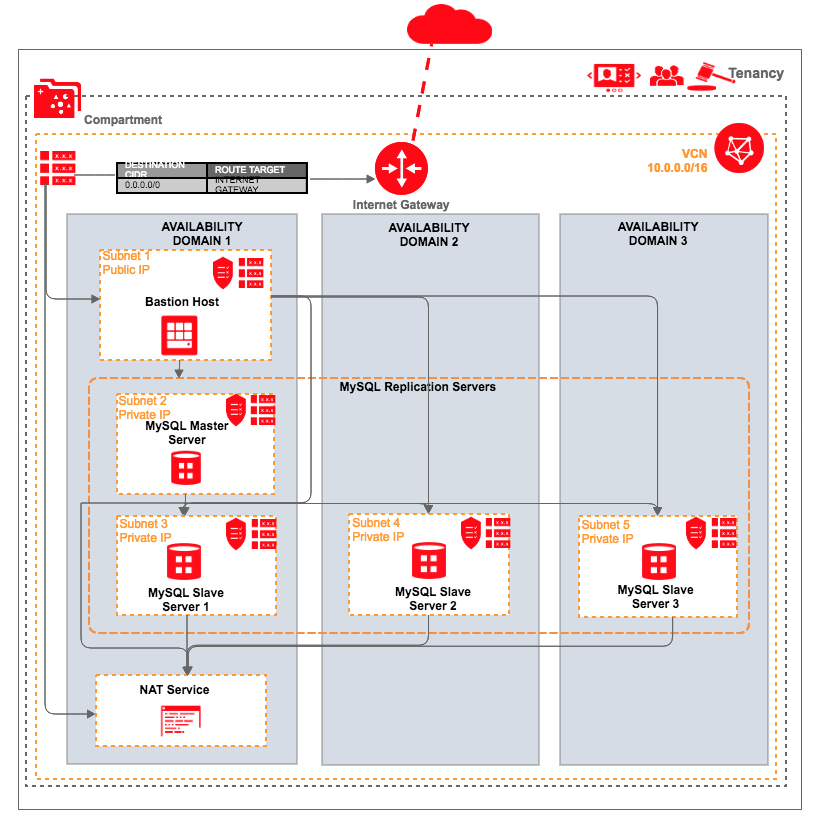 Tenancy
Compartment
VCN
10.0.0.0/16
DESTINATION
CIDR
ROUTE TARGET
0.0.0.0/0
INTERNET
GATEWAY
Internet Gateway
AVAILABILITY
DOMAIN 1
AVAILABILITY
DOMAIN 2
AVAILABILITY
DOMAIN 3
Subnet 1
Public IP
Bastion Host
MySQL Replication Servers
Subnet 2
Private IP
MySQL Master
Server
Subnet 3
Private IP
MySQL Slave
Server 1
Subnet 4
Private IP
MySQL Slave
Server 2
Subnet 5
Private IP
MySQL Slave
Server 3
NAT Service